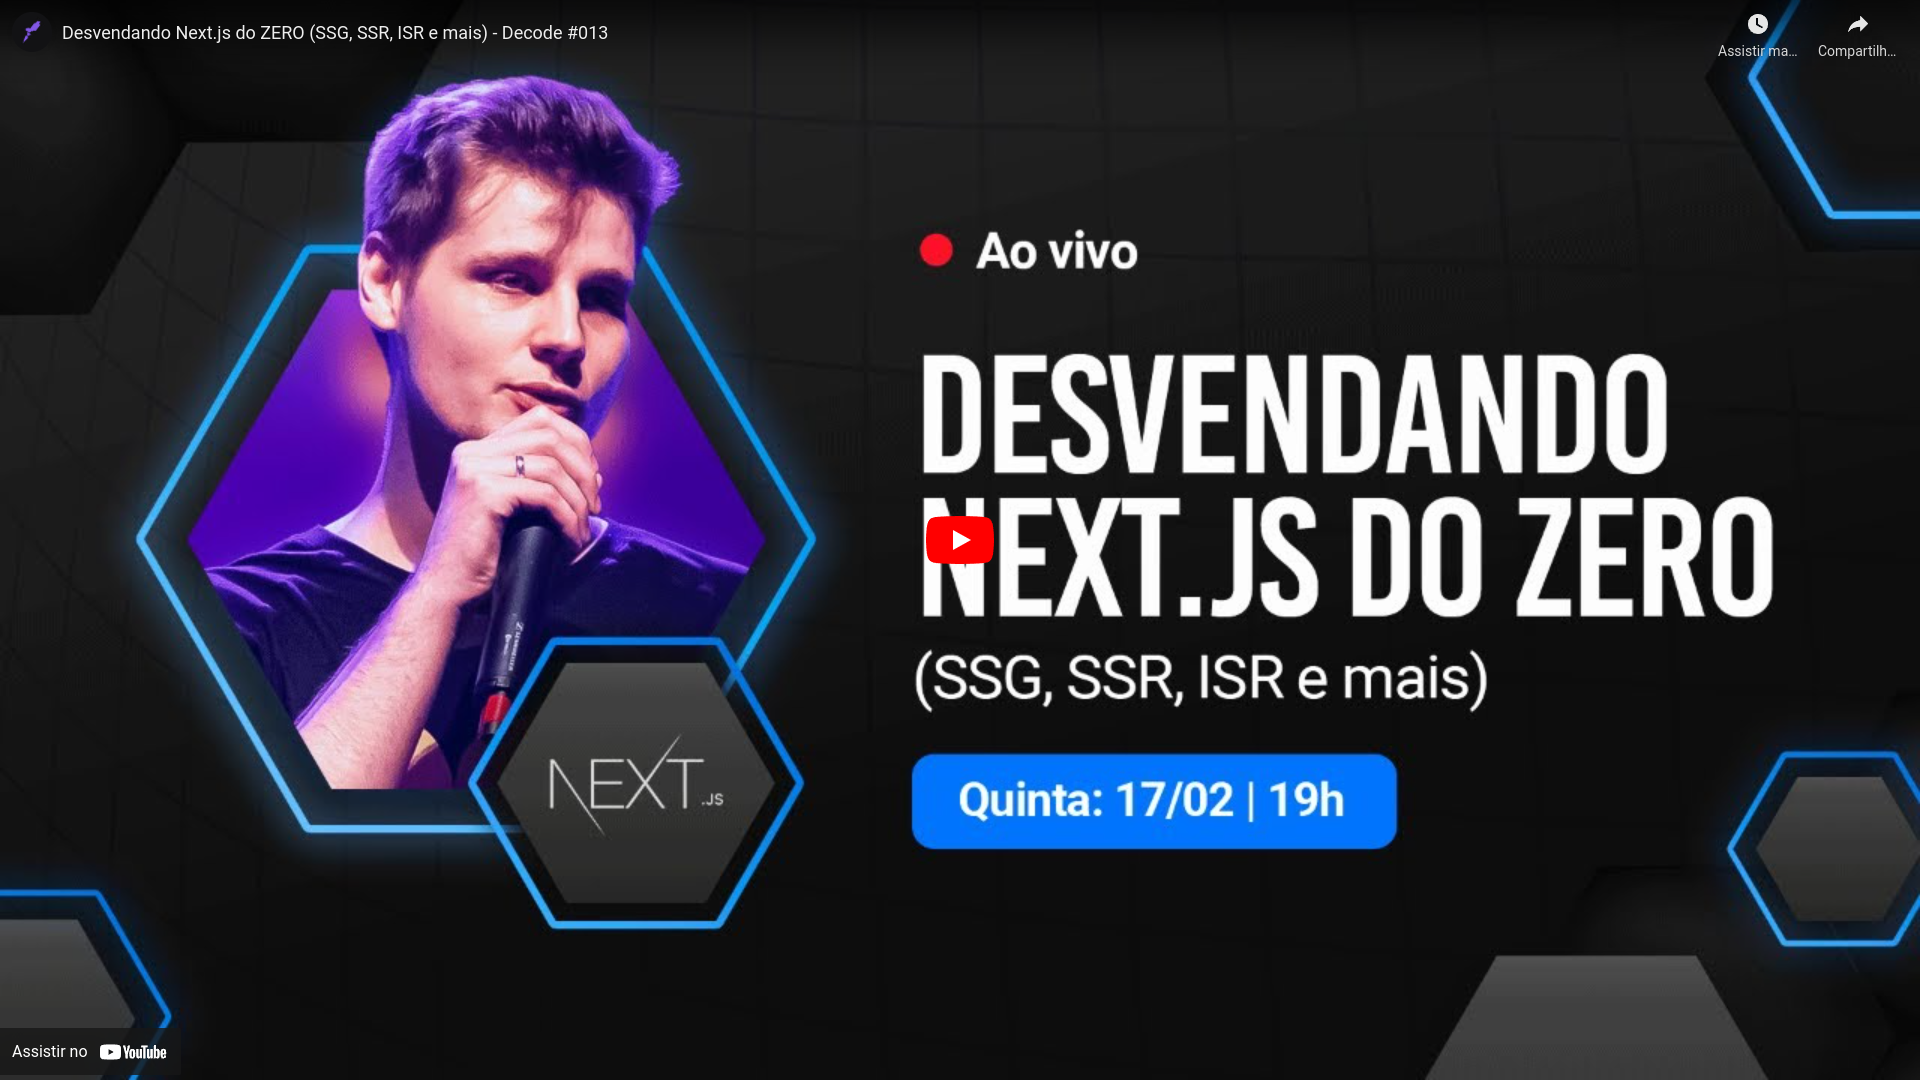 Desvendando Next.js do ZERO (SSG, SSR, ISR e mais) - Decode #013
Assistir ma...
Compartilh...
Ao vivo
DESVENDANDO
NEXT.JS DO ZERO
(SSG, SSR, ISR e mais)
NEXT.JS
Quinta: 17/02 | 19h
Assistir no YouTube